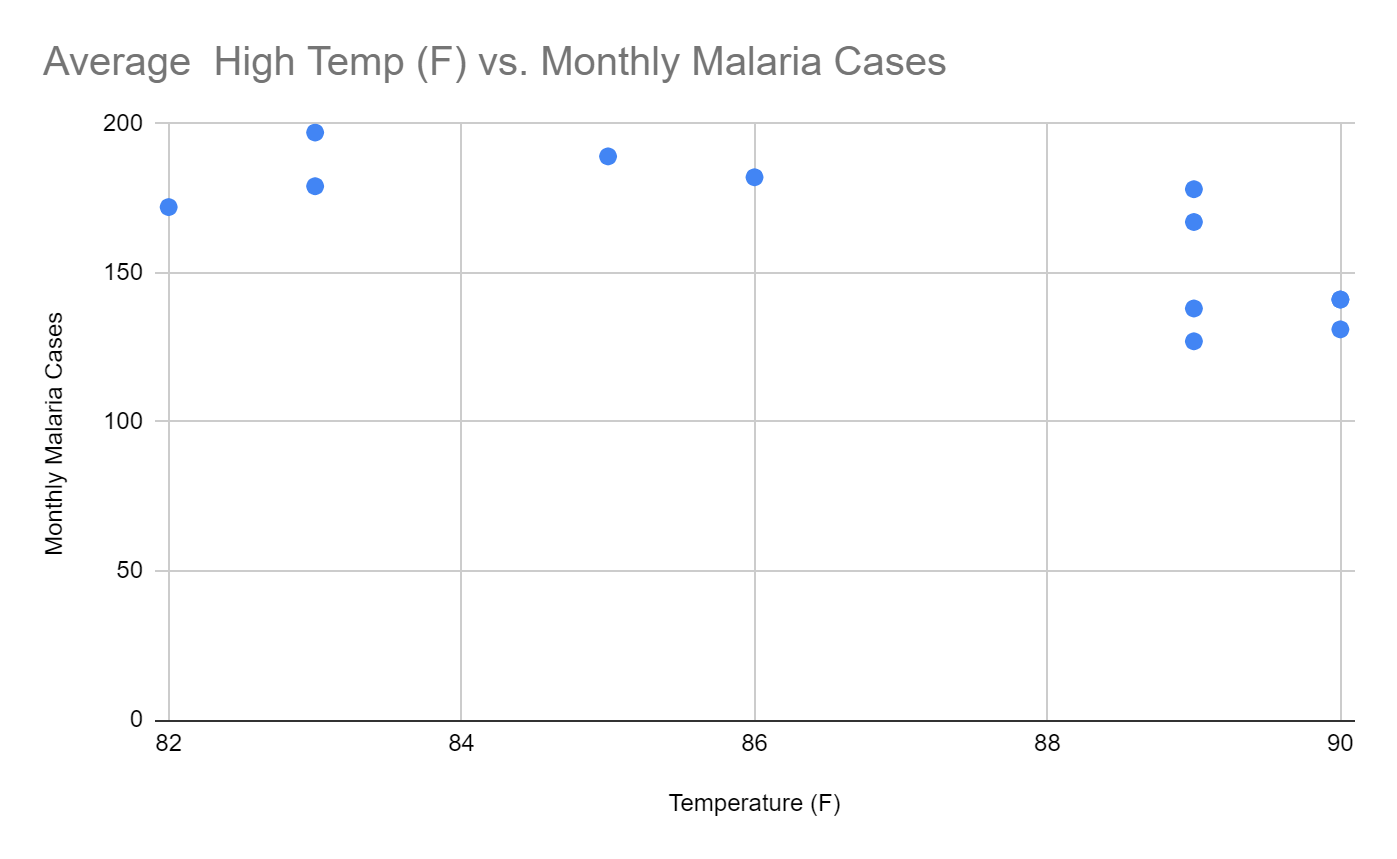 Average  High Temp (F) vs. Monthly Malaria Cases
200
150
100
50
0
Monthly Malaria Cases
82 84 86 88 90
Temperature (F)